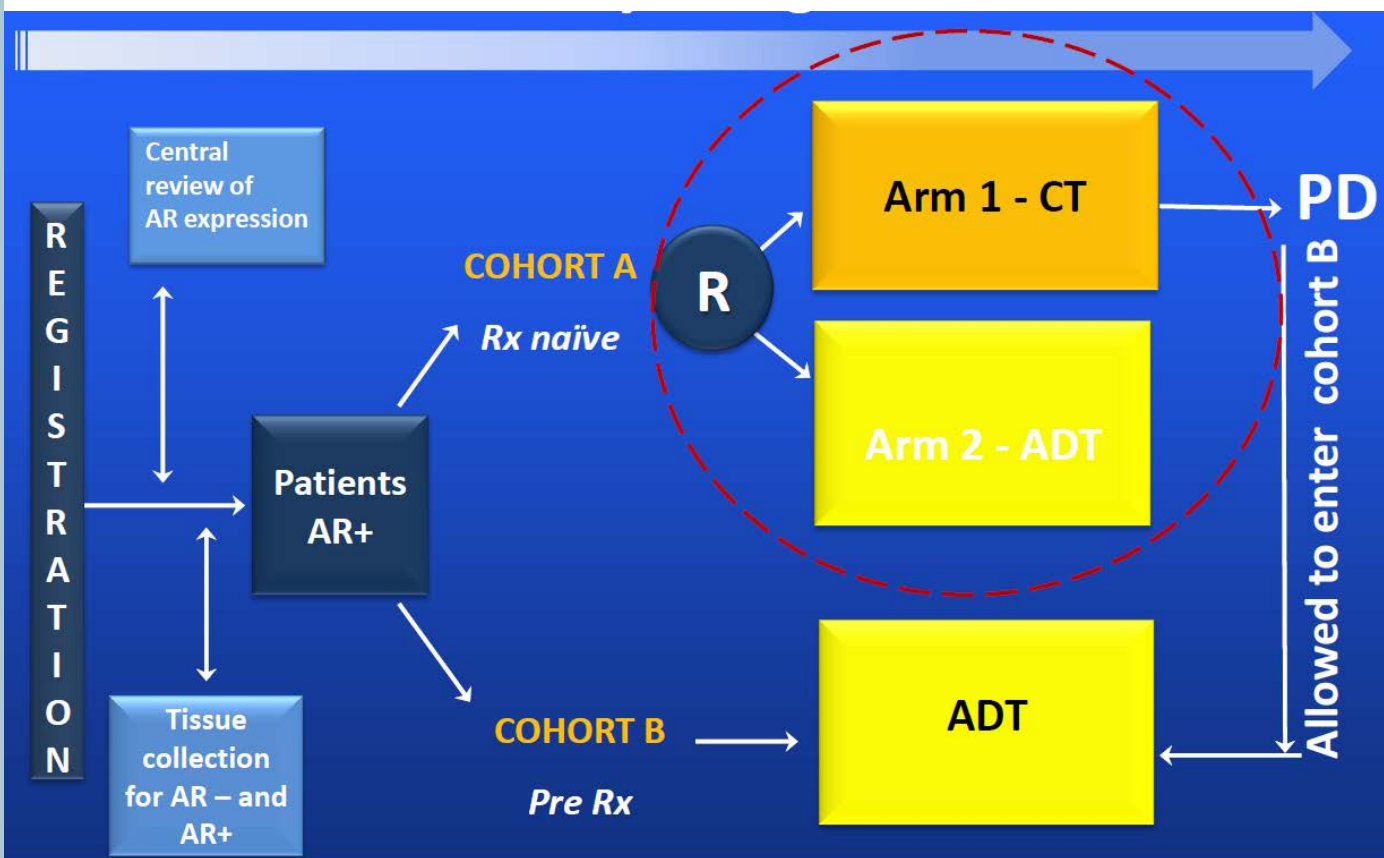 REGISTRATION
Central
review of
AR expression
Tissue
collection
for AR – and
AR+
Patients
AR+
COHORT A
Rx naïve
R
Arm 1 - CT
Arm 2 - ADT
PD
Allowed to enter cohort B
COHORT B
Pre Rx
ADT